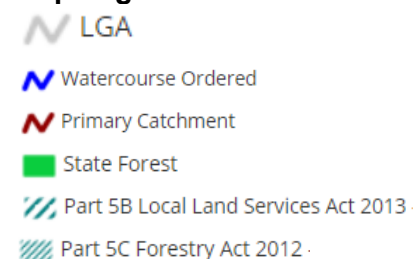 LGA
Watercourse Ordered
Primary Catchment
State Forest
Part 5B Local Land Services Act 2013 -
Part 5C Forestry Act 2012 -